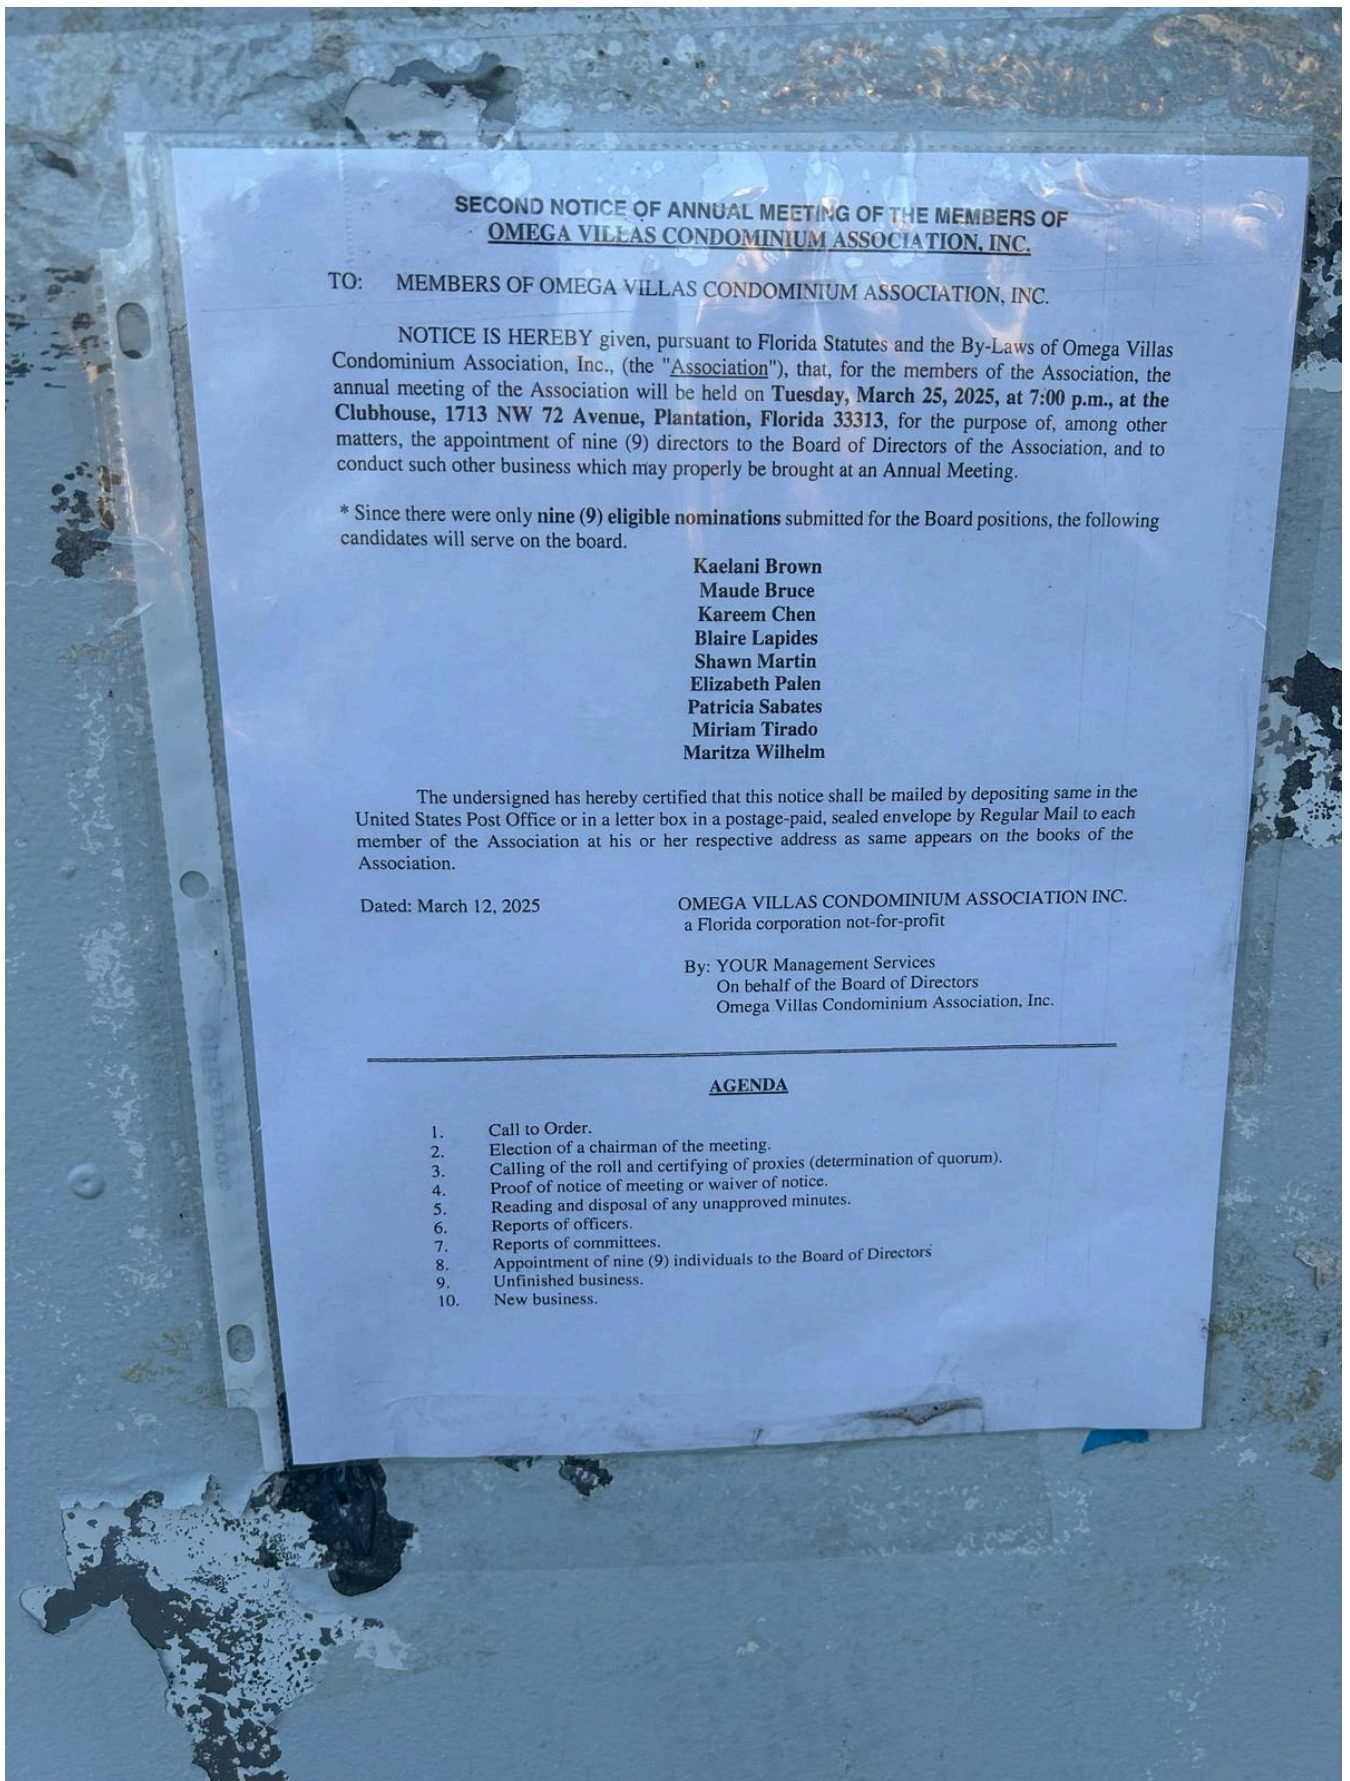 SECOND NOTICE OF ANNUAL MEETING OF THE MEMBERS OF
OMEGA VILLAS CONDOMINIUM ASSOCIATION, INC.
TO: MEMBERS OF OMEGA VILLAS CONDOMINIUM ASSOCIATION, INC.
NOTICE IS HEREBY given, pursuant to Florida Statutes and the By-Laws of Omega Villas
Condominium Association, Inc., (the "Association"), that, for the members of the Association, the
annual meeting of the Association will be held on Tuesday, March 25, 2025, at 7:00 p.m., at the
Clubhouse, 1713 NW 72 Avenue, Plantation, Florida 33313, for the purpose of, among other
matters, the appointment of nine (9) directors to the Board of Directors of the Association, and to
conduct such other business which may properly be brought at an Annual Meeting.
* Since there were only nine (9) eligible nominations submitted for the Board positions, the following
candidates will serve on the board.
Kaelani Brown
Maude Bruce
Kareem Chen
Blaire Lapides
Shawn Martin
Elizabeth Palen
Patricia Sabates
Miriam Tirado
Maritza Wilhelm
The undersigned has hereby certified that this notice shall be mailed by depositing same in the
United States Post Office or in a letter box in a postage-paid, sealed envelope by Regular Mail to each
member of the Association at his or her respective address as same appears on the books of the
Association.
Dated: March 12, 2025
OMEGA VILLAS CONDOMINIUM ASSOCIATION INC.
a Florida corporation not-for-profit
By: YOUR Management Services
On behalf of the Board of Directors
Omega Villas Condominium Association, Inc.
AGENDA
1. Call to Order.
2. Election of a chairman of the meeting.
3. Calling of the roll and certifying of proxies (determination of quorum).
4. Proof of notice of meeting or waiver of notice.
5. Reading and disposal of any unapproved minutes.
6. Reports of officers.
7. Reports of committees.
8. Appointment of nine (9) individuals to the Board of Directors
9. Unfinished business.
10. New business.